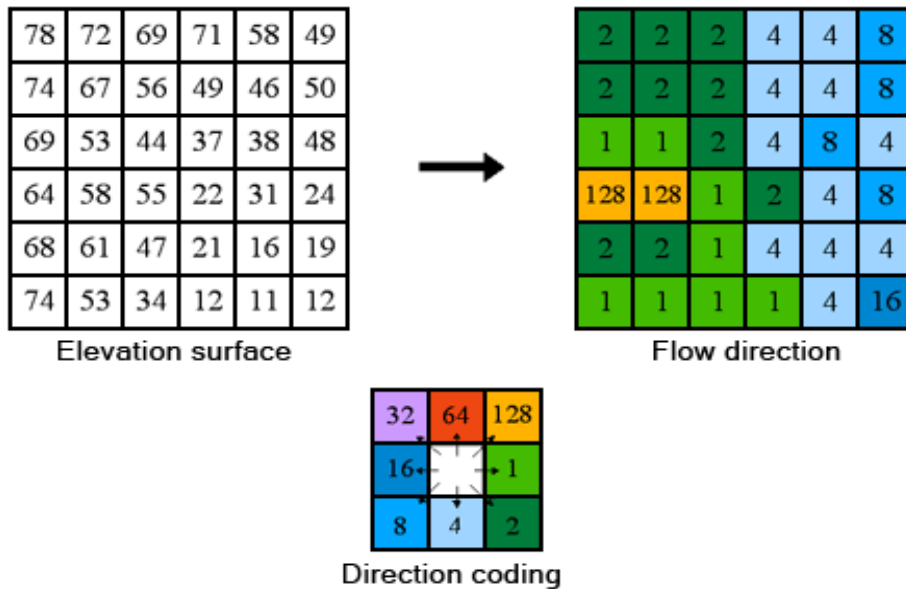 78 72 69 71 58 49 2 2 2 4 4 8
74 67 56 49 46 50 2 2 2 4 4 8
69 53 44 37 38 48 1 1 2 4 8 4
64 58 55 22 31 24 128 128 1 2 4 8
68 61 47 21 16 19 2 2 1 4 4 4
74 53 34 12 11 12 1 1 1 1 4 16
Elevation surface Flow direction
32 64 128
16 1
8 4 2
Direction coding